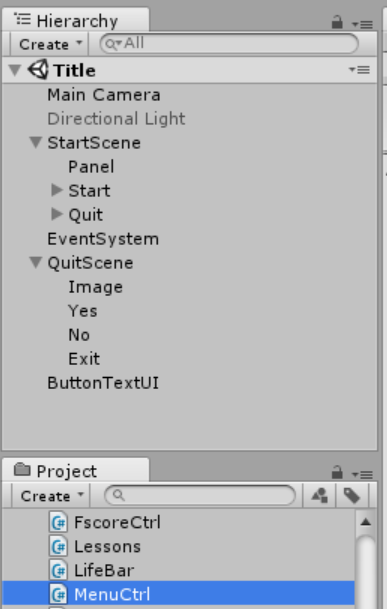 Hierarchy
Create All
Title
Main Camera
Directional Light
StartScene
Panel
Start
Quit
EventSystem
QuitScene
Image
Yes
No
Exit
ButtonTextUI
Project
Create
FscoreCtrl
Lessons
LifeBar
MenuCtrl